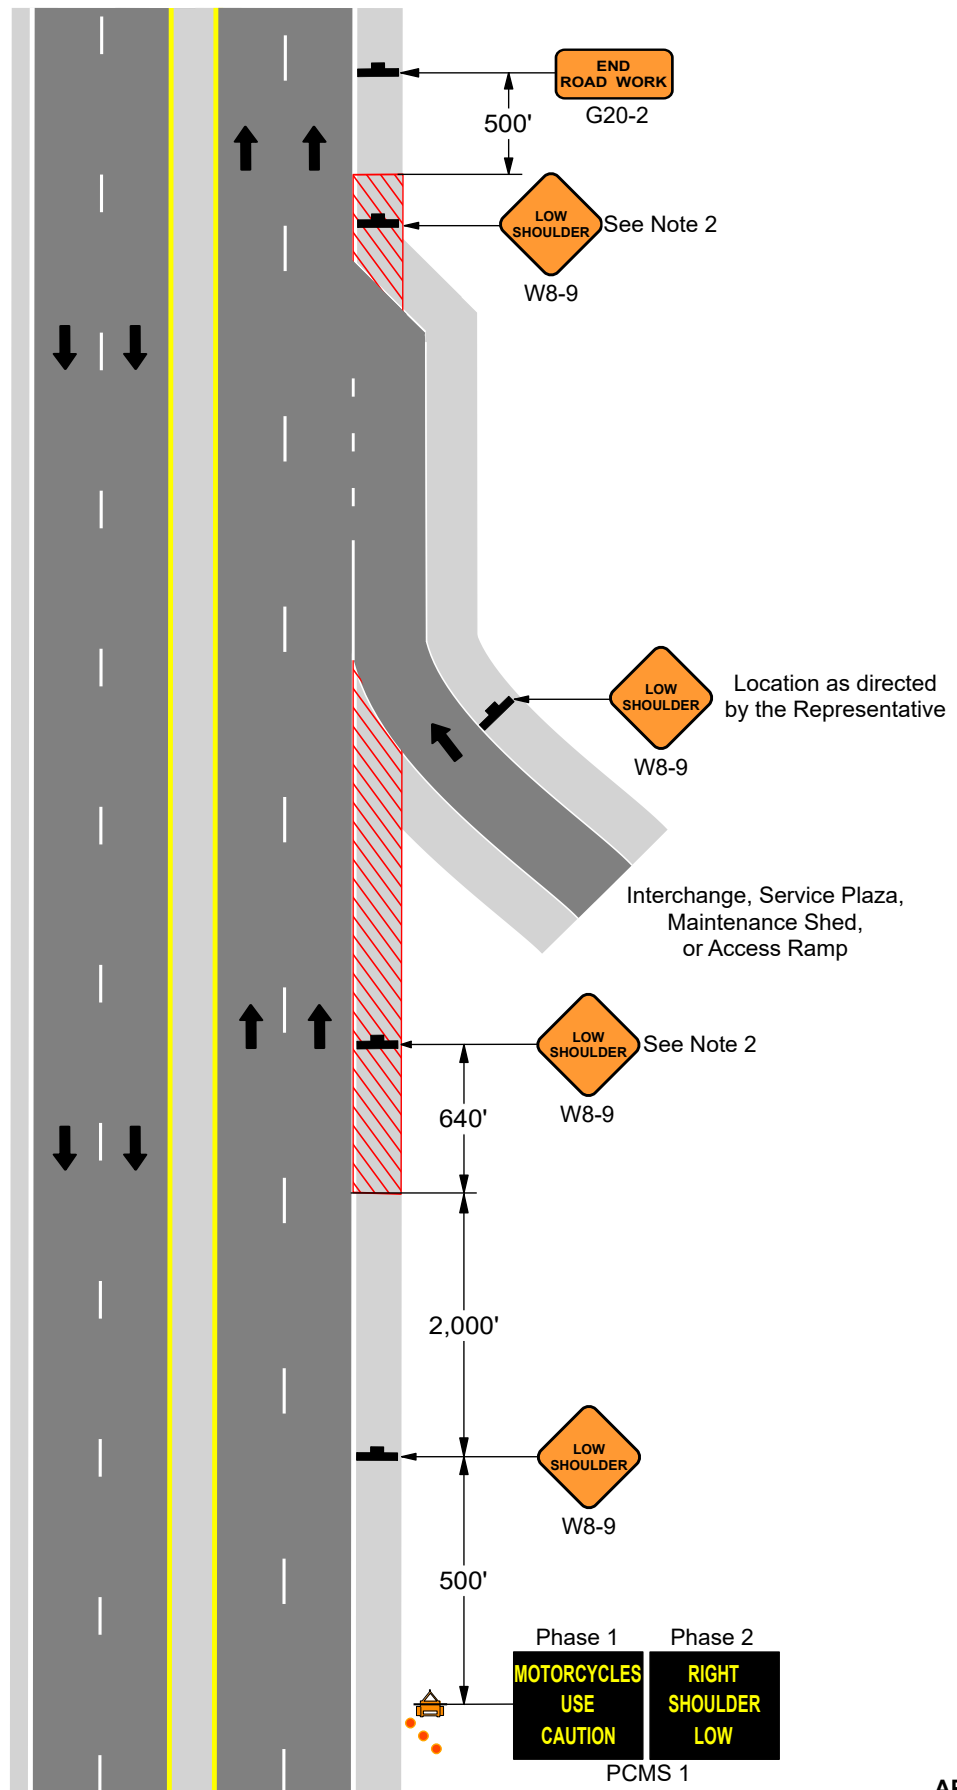 END
ROAD WORK
G20-2
500'
LOW
SHOULDER
See Note 2
W8-9
LOW
SHOULDER
Location as directed
by the Representative
W8-9
Interchange, Service Plaza,
Maintenance Shed,
or Access Ramp
LOW
SHOULDER
See Note 2
W8-9
640'
2,000'
LOW
SHOULDER
W8-9
500'
Phase 1
Phase 2
MOTORCYCLES
USE
CAUTION
RIGHT
SHOULDER
LOW
PCMS 1